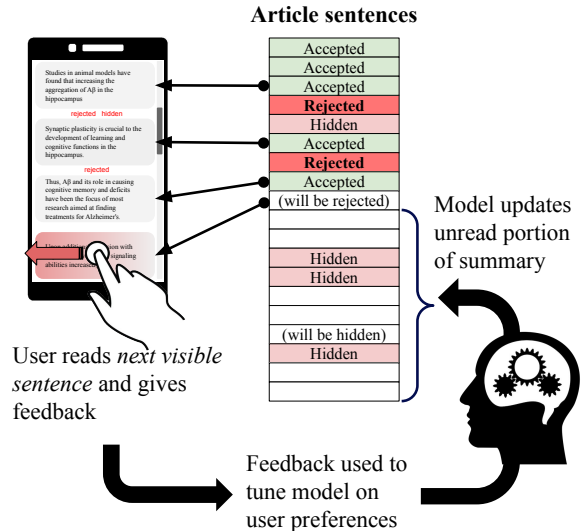 Article sentences
Studies in animal models have
found that increasing the
aggregation of Aβ in the
hippocampus
rejected hidden
Synaptic plasticity is crucial to the
development of learning and
cognitive functions in the
hippocampus.
rejected
Thus, Aβ and its role in causing
cognitive memory and deficits
have been the focus of most
research aimed at finding
treatments for Alzheimer's.
with
signaling
abilities increased
Accepted
Accepted
Accepted
Rejected
Hidden
Accepted
Rejected
Accepted
(will be rejected)
Hidden
Hidden
(will be hidden)
Hidden
Model updates
unread portion
of summary
User reads next visible
sentence and gives
feedback
Feedback used to
tune model on
user preferences